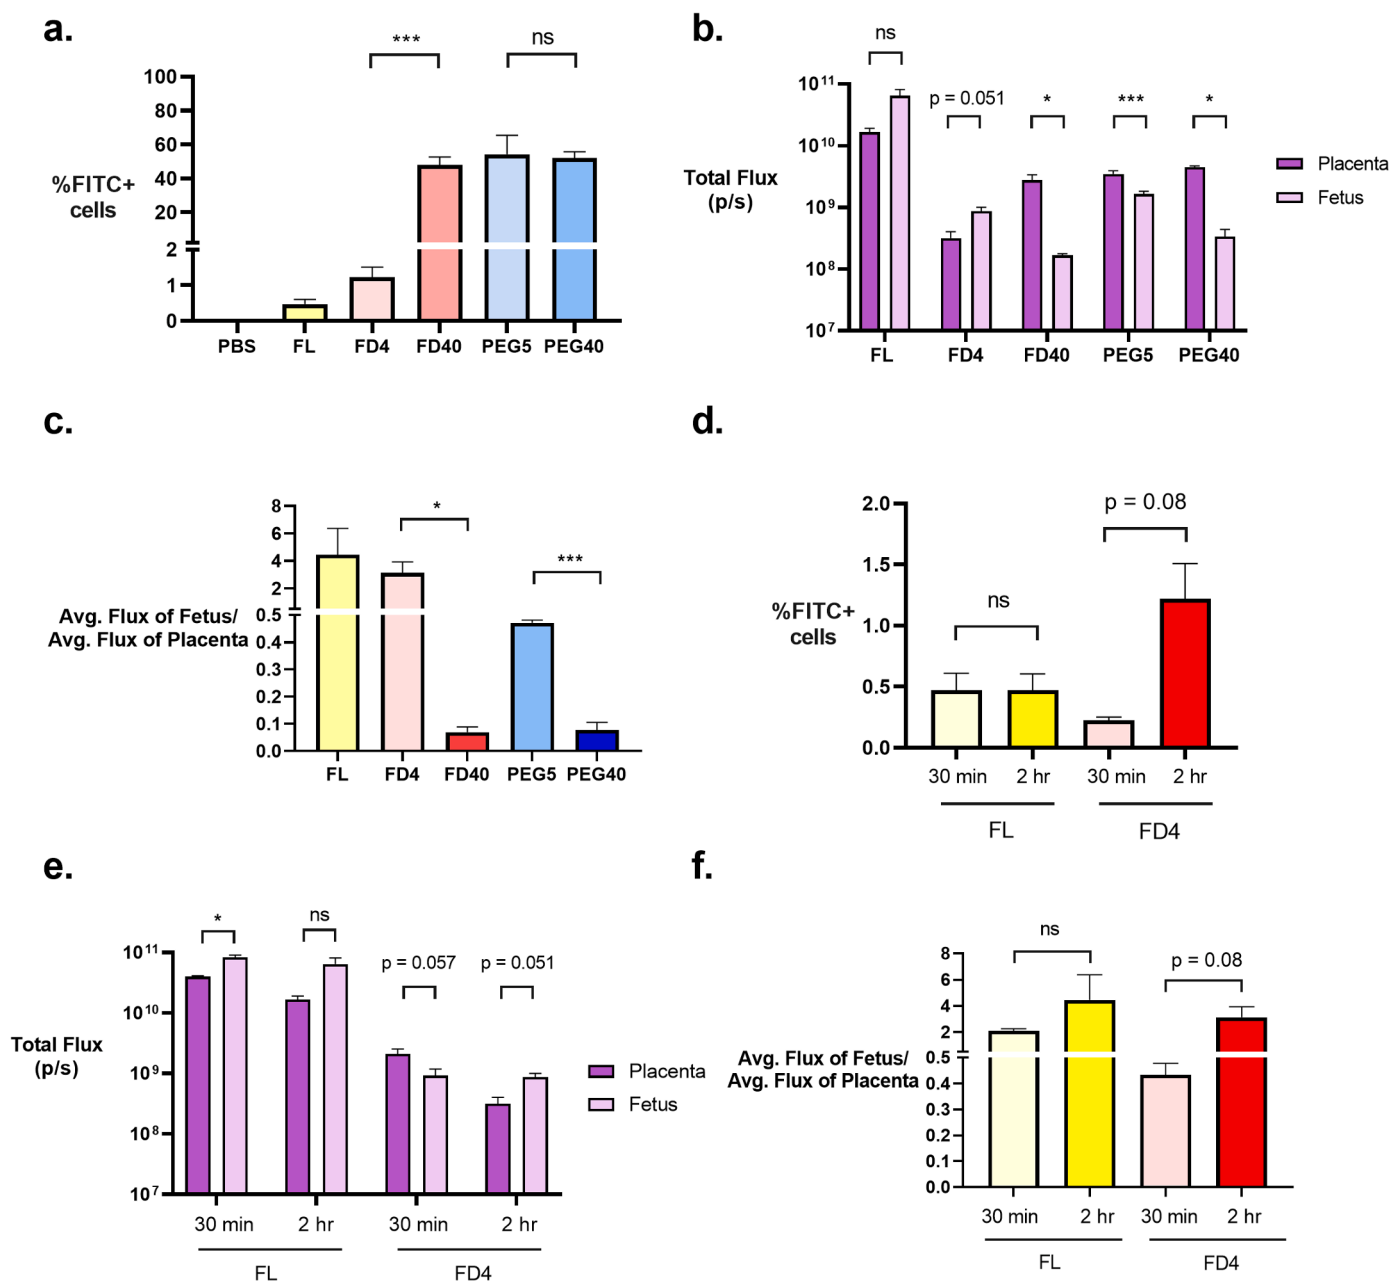 a.
***
ns
100
80
60
40
20
2
1
0
%FITC+
cells
PBS FL FD4 FD40 PEG5 PEG40
b.
ns
p = 0.051 * *** *
10¹¹
10¹⁰
10⁹
10⁸
10⁷
Total Flux
(p/s)
Placenta
Fetus
FL FD4 FD40 PEG5 PEG40
c.
*
***
8
6
4
2
0.5
0.4
0.3
0.2
0.1
0.0
Avg. Flux of Fetus/
Avg. Flux of Placenta
FL FD4 FD40 PEG5 PEG40
d.
p = 0.08
ns
2.0
1.5
1.0
0.5
0.0
%FITC+
cells
30 min 2 hr 30 min 2 hr
FL FD4
e.
* ns
p = 0.057 p = 0.051
10¹¹
10¹⁰
10⁹
10⁸
10⁷
Total Flux
(p/s)
Placenta
Fetus
30 min 2 hr 30 min 2 hr
FL FD4
f.
ns
p = 0.08
8
6
4
2
0.5
0.4
0.3
0.2
0.1
0.0
Avg. Flux of Fetus/
Avg. Flux of Placenta
30 min 2 hr 30 min 2 hr
FL FD4